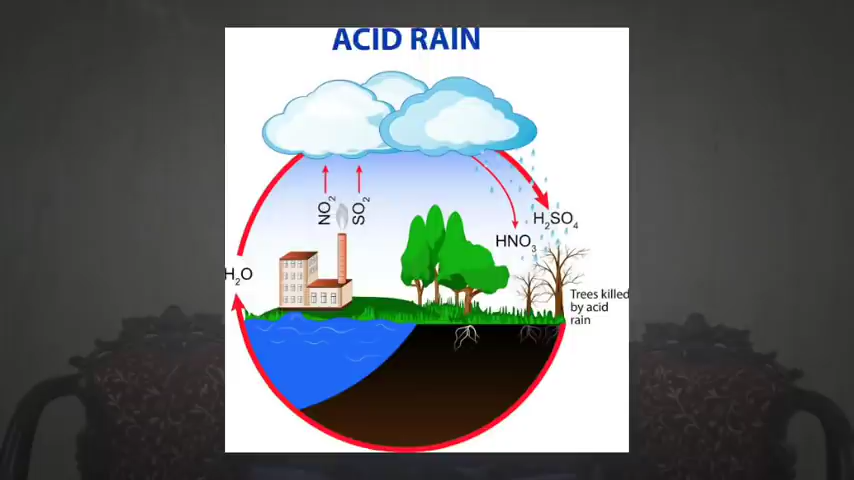 ACID RAIN
NO₂
SO₂
H₂SO₄
HNO₃
H₂O
Trees killed
by acid
rain